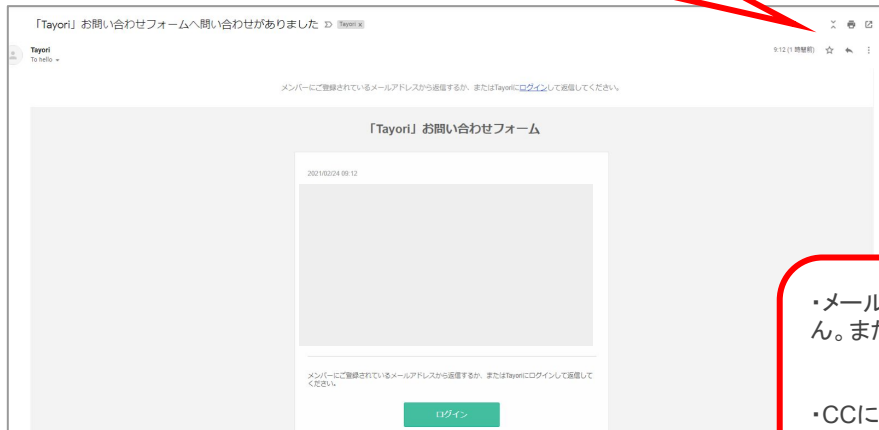 「Tayori」お問い合わせフォームへ問い合わせがありました Tayori x
Tayori
To hello
9:12 (1 時間前)
メンバーにご登録されているメールアドレスから返信するか、またはTayoriにログインして返信してください。
「Tayori」お問い合わせフォーム
2021/02/24 09:12
メンバーにご登録されているメールアドレスから返信するか、またはTayoriにログインして返信して
ください。
ログイン
・メール
ん。また
・CCに